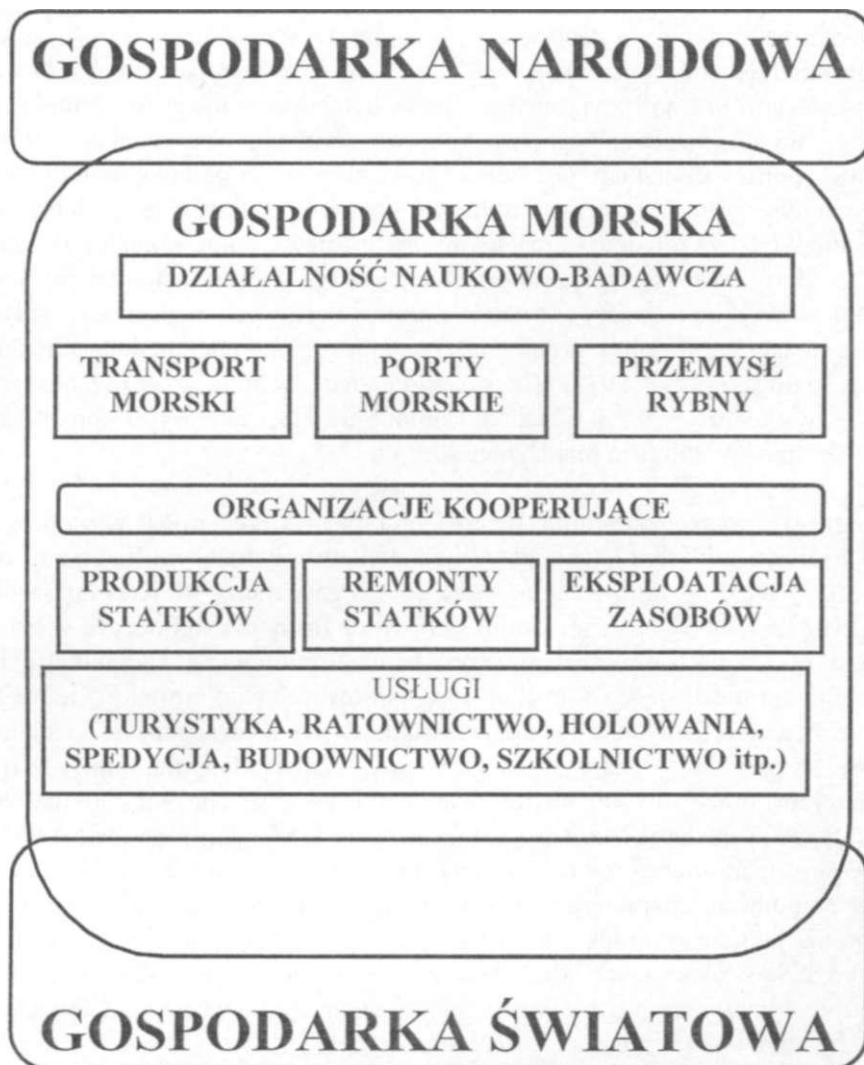 GOSPODARKA NARODOWA
GOSPODARKA MORSKA
DZIAŁALNOŚĆ NAUKOWO-BADAWCZA
TRANSPORT
MORSKI
PORTY
MORSKIE
PRZEMYSŁ
RYBNY
ORGANIZACJE KOOPERUJĄCE
PRODUKCJA
STATKÓW
REMONTY
STATKÓW
EKSPLOATACJA
ZASOBÓW
USŁUGI
(TURYSTYKA, RATOWNICTWO, HOLOWANIA,
SPEDYCJA, BUDOWNICTWO, SZKOLNICTWO itp.)
GOSPODARKA ŚWIATOWA